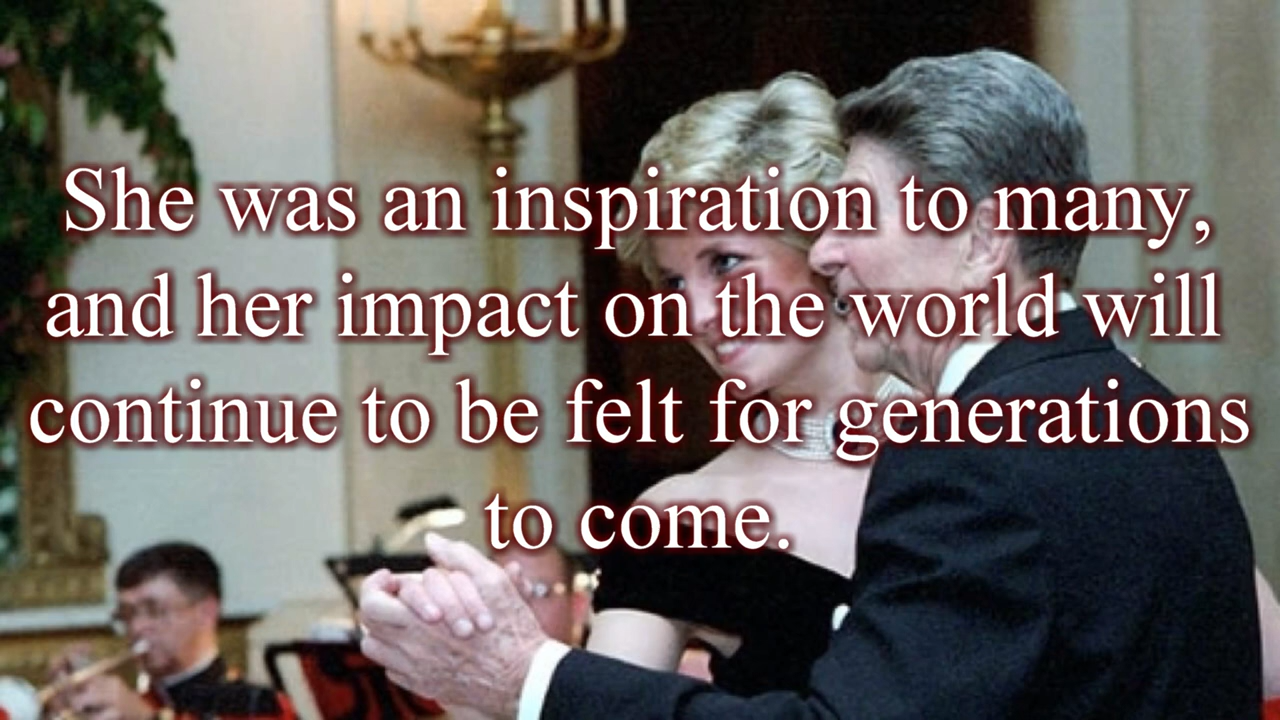 She was an inspiration to many,
and her impact on the world will
continue to be felt for generations
to come.